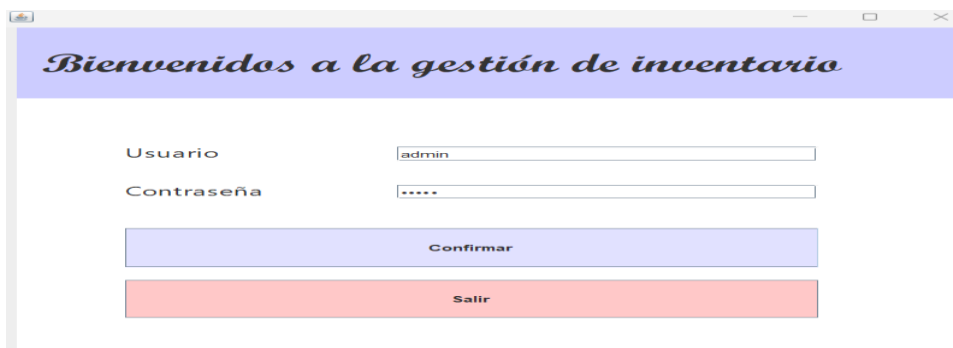 Bienvenidos a la gestión de inventario
Usuario
admin
Contraseña
•••••
Confirmar
Salir